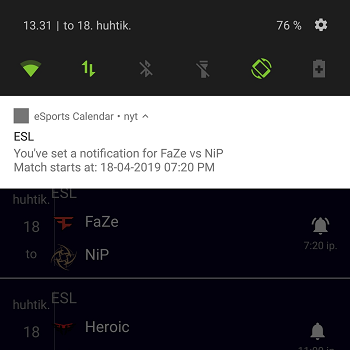 13.31 | to 18. huhtik.
76 %
eSports Calendar • nyt
ESL
You've set a notification for FaZe vs NiP
Match starts at: 18-04-2019 07:20 PM
huhtik.
ESL
18
FaZe
to
NiP
7:20 ip.
huhtik.
ESL
18
Heroic